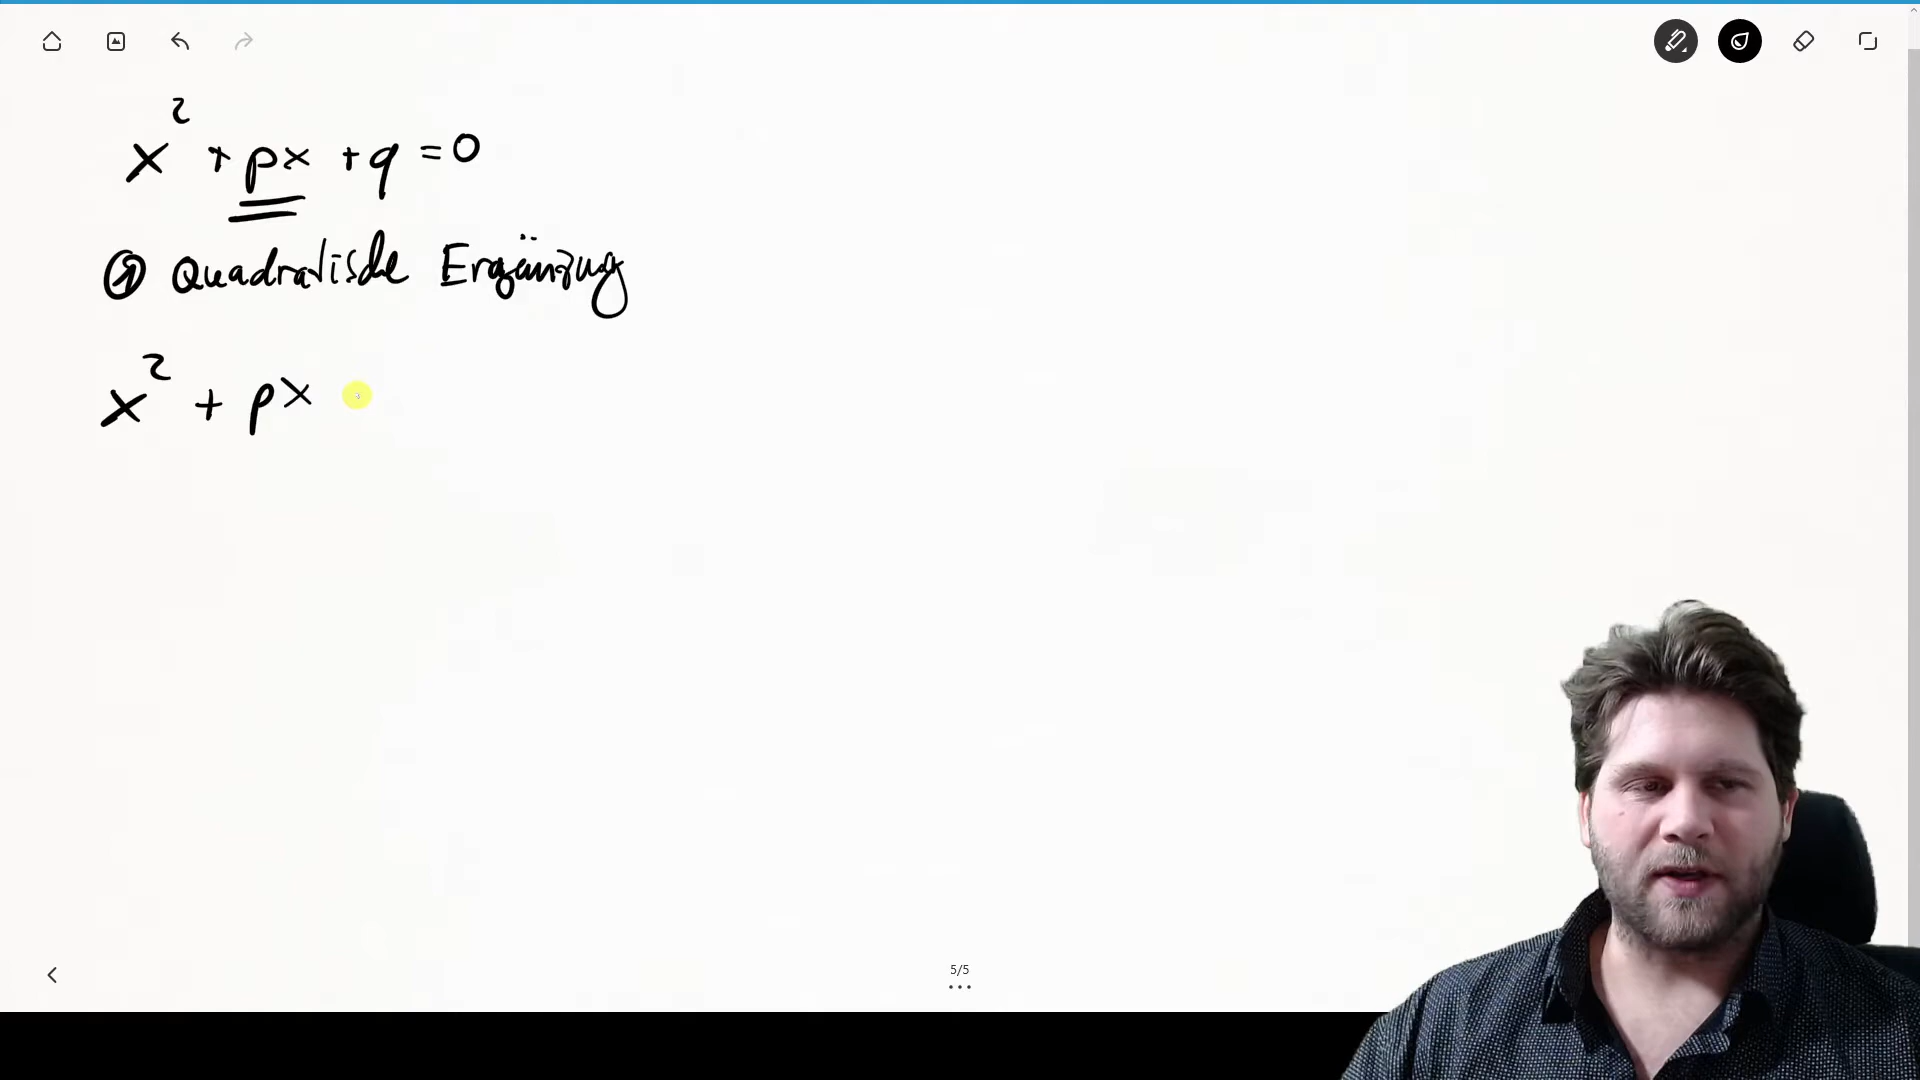 x² + px + q = 0
① Quadratische Ergänzung
x² + px
5/5